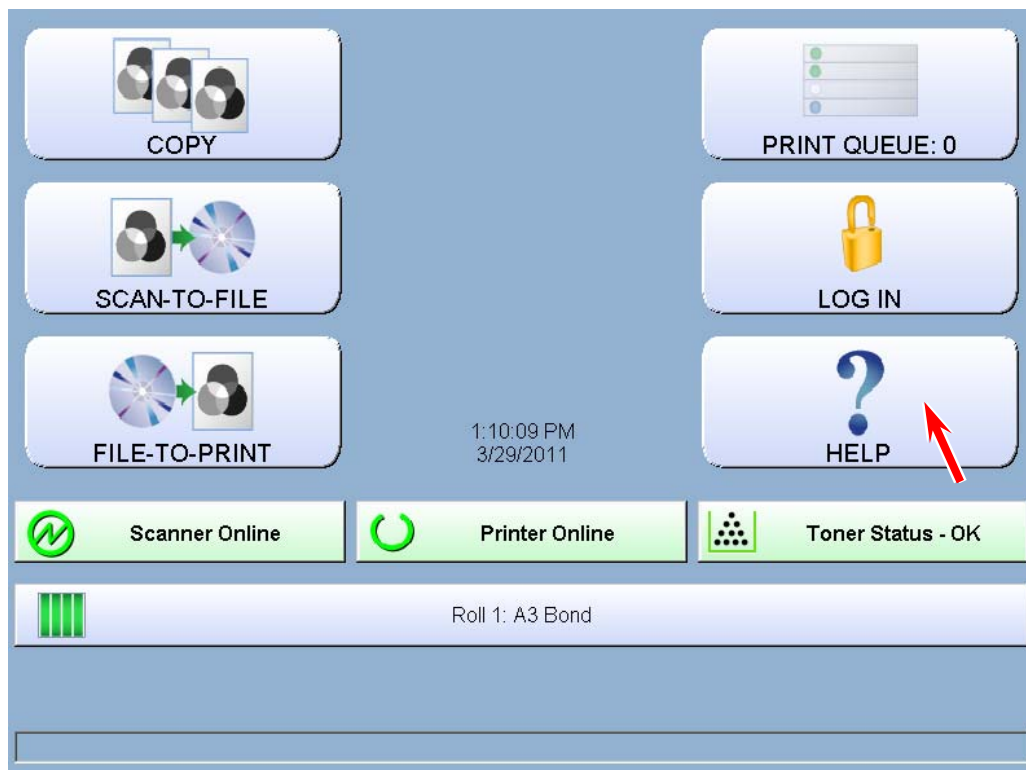 COPY
PRINT QUEUE: 0
SCAN-TO-FILE
LOG IN
FILE-TO-PRINT
1:10:09 PM
3/29/2011
HELP
Scanner Online
Printer Online
Toner Status - OK
Roll 1: A3 Bond